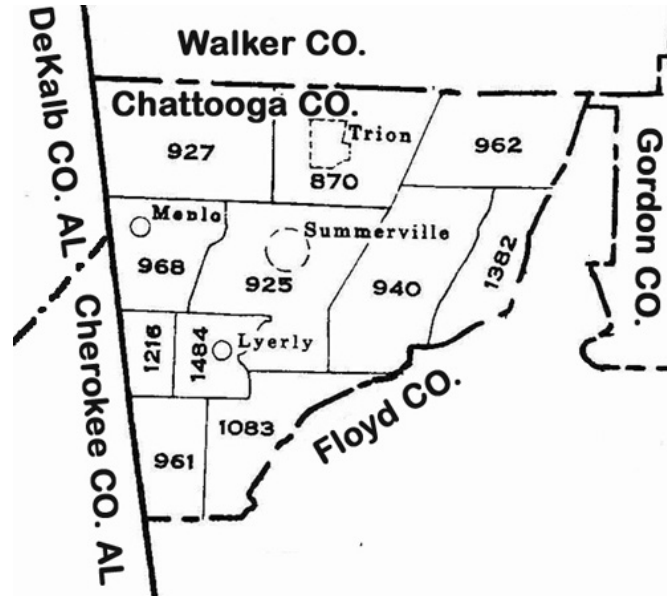 Walker CO.
DeKalb CO. AL.
Chattooga CO.
Trion
927
870
962
Gordon CO.
Menlo
Summerville
968
925
940
1382
Cherokee CO. AL
1216
1484
Lyerly
1083
Floyd CO.
961